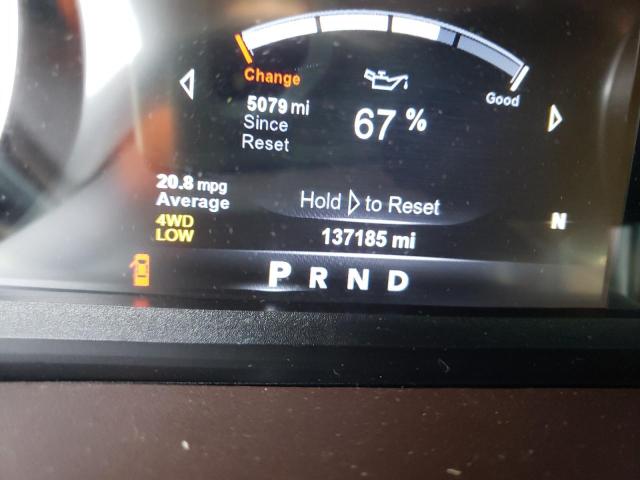 Change
Good
5079 mi
Since
Reset
67 %
20.8 mpg
Average
Hold ▷ to Reset
4WD
LOW
N
137185 mi
P R N D